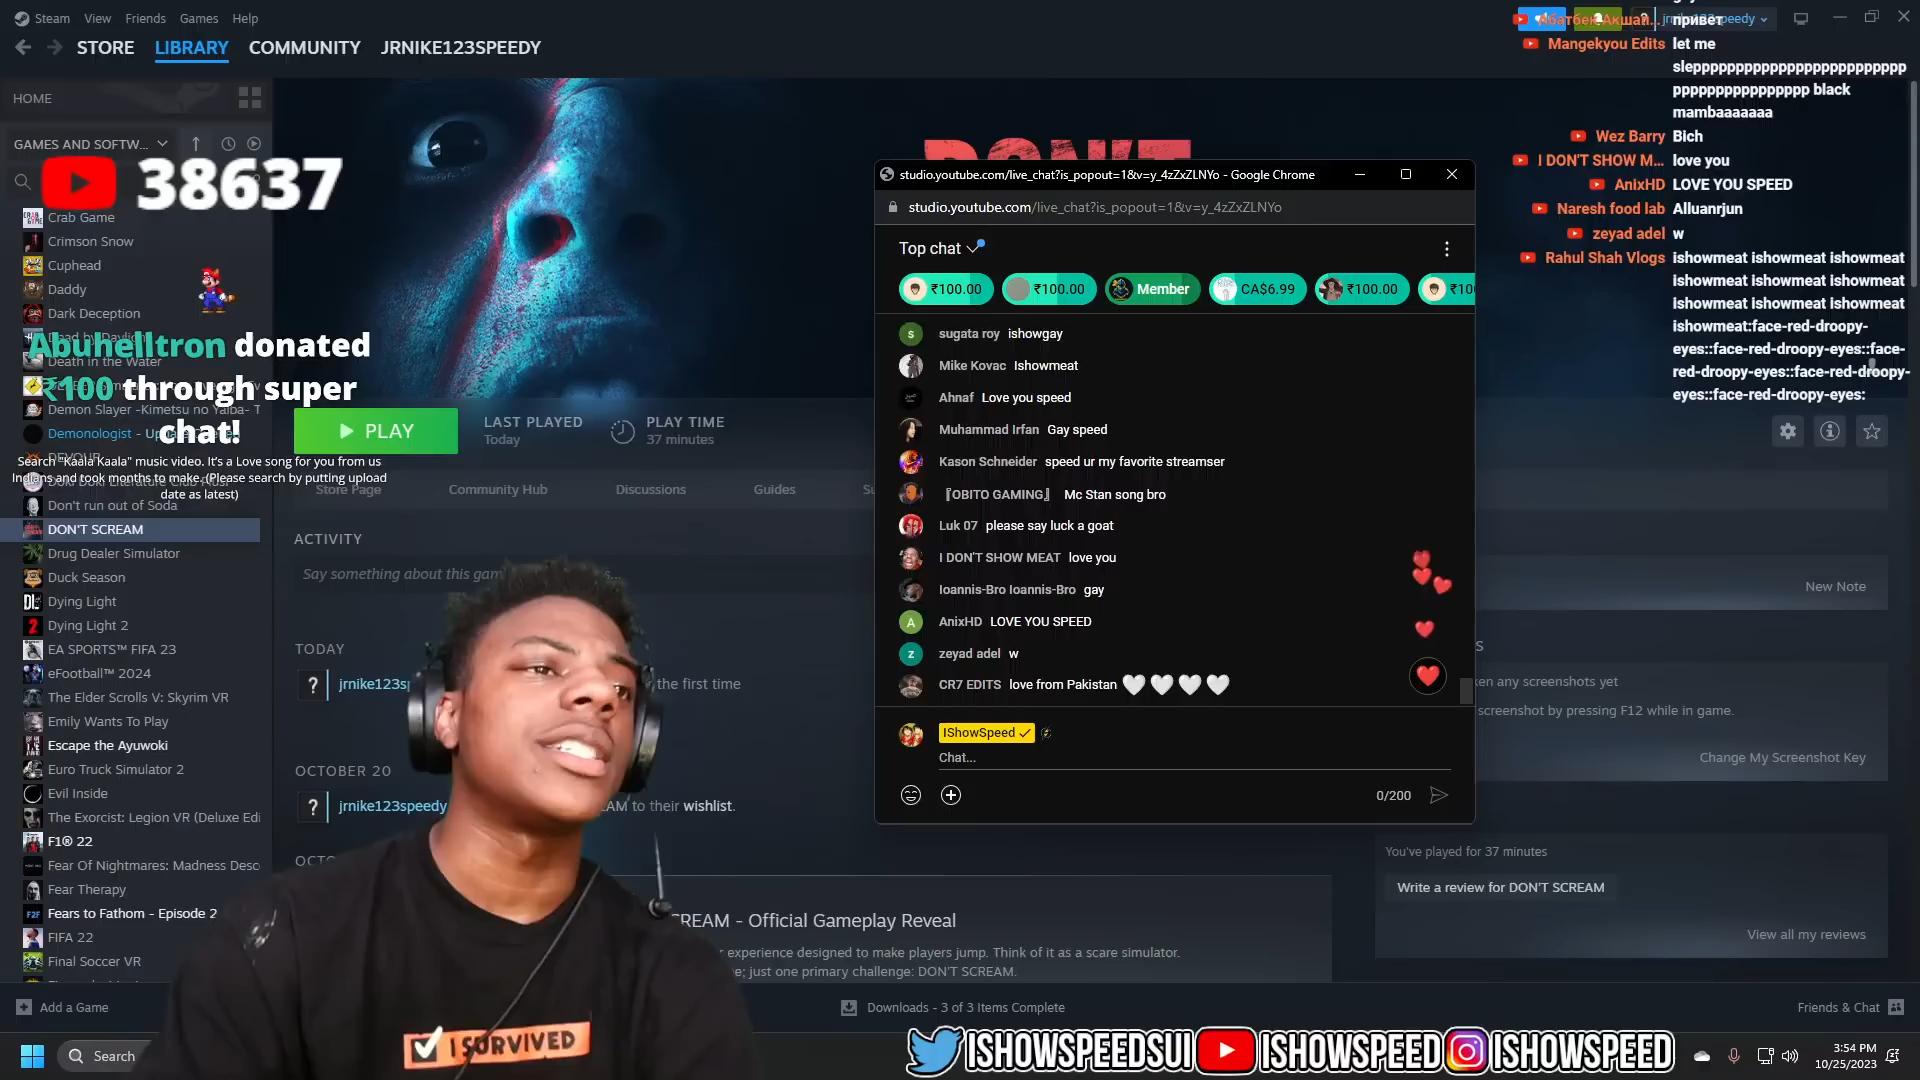 Steam View Friends Games Help
STORE LIBRARY COMMUNITY JRNIKE123SPEEDY
HOME
GAMES AND SOFTW...
38637
Crab Game
Crimson Snow
Cuphead
Daddy
Dark Deception
Death in the Water
Abuhelltron donated
₹100 through super
chat!
Search "Kaala Kaala" music video. It's a Love song for you from us
Indians and took months to make. (Please search by putting upload
date as latest)
Demon Slayer -Kimetsu no Yaiba- T
Demonologist
Don't run out of Soda
DON'T SCREAM
Drug Dealer Simulator
Duck Season
Dying Light
Dying Light 2
EA SPORTS™ FIFA 23
eFootball™ 2024
The Elder Scrolls V: Skyrim VR
Emily Wants To Play
Escape the Ayuwoki
Euro Truck Simulator 2
Evil Inside
The Exorcist: Legion VR (Deluxe Edi
F1® 22
Fear Of Nightmares: Madness Desc
Fear Therapy
Fears to Fathom - Episode 2
FIFA 22
Final Soccer VR
Add a Game
PLAY
LAST PLAYED
Today
PLAY TIME
37 minutes
Store Page Community Hub Discussions Guides
ACTIVITY
Say something about this gam
TODAY
jrnike123sp the first time
OCTOBER 20
jrnike123speedy AM to their wishlist.
CREAM - Official Gameplay Reveal
r experience designed to make players jump. Think of it as a scare simulator.
e; just one primary challenge: DON'T SCREAM.
I SURVIVED
studio.youtube.com/live_chat?is_popout=1&v=y_4zZxZLNYo - Google Chrome
studio.youtube.com/live_chat?is_popout=1&v=y_4zZxZLNYo
Top chat
₹100.00 ₹100.00 Member CA$6.99 ₹100.00 ₹10
sugata roy ishowgay
Mike Kovac Ishowmeat
Ahnaf Love you speed
Muhammad Irfan Gay speed
Kason Schneider speed ur my favorite streamser
『OBITO GAMING』 Mc Stan song bro
Luk 07 please say luck a goat
I DON'T SHOW MEAT love you
Ioannis-Bro Ioannis-Bro gay
AnixHD LOVE YOU SPEED
zeyad adel w
CR7 EDITS love from Pakistan 🤍 🤍 🤍 🤍
IShowSpeed
Chat...
0/200
привет
Mangekyou Edits let me
slepppppppppppppppppppppppppp
pppppppppppppppp black
mambaaaaaaa
Wez Barry Bich
I DON'T SHOW M... love you
AnixHD LOVE YOU SPEED
Naresh food lab Alluanrjun
zeyad adel w
Rahul Shah Vlogs ishowmeat ishowmeat ishowmeat
ishowmeat ishowmeat ishowmeat
ishowmeat ishowmeat ishowmeat
ishowmeat:face-red-droopy-
eyes::face-red-droopy-eyes::face-
red-droopy-eyes::face-red-droopy-
eyes::face-red-droopy-eyes:
New Note
en any screenshots yet
screenshot by pressing F12 while in game.
Change My Screenshot Key
You've played for 37 minutes
Write a review for DON'T SCREAM
View all my reviews
Downloads - 3 of 3 Items Complete
Friends & Chat
Search
ISHOWSPEEDSUI ISHOWSPEED ISHOWSPEED
3:54 PM
10/25/2023